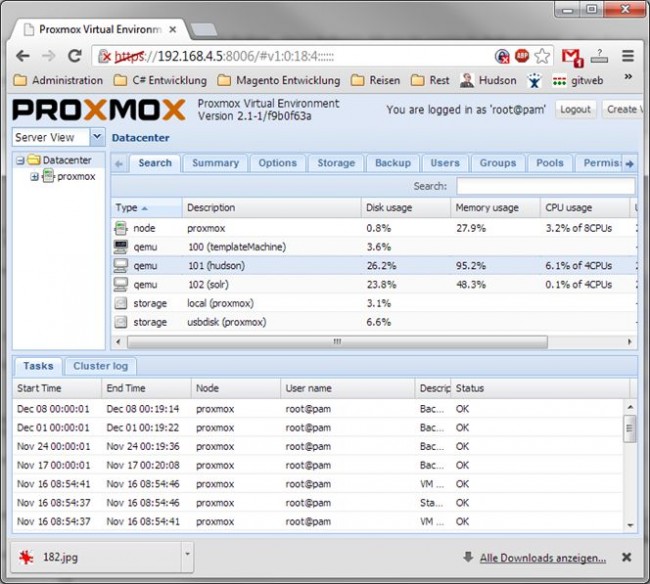 Proxmox Virtual Environm
https://192.168.4.5:8006/#v1:0:18:4::::::
Administration C# Entwicklung Magento Entwicklung Reisen Rest Hudson gitweb »
PROXMOX Proxmox Virtual Environment
Version 2.1-1/f9b0f63a
You are logged in as 'root@pam' Logout Create V
Server View
Datacenter
Datacenter
proxmox
Search Summary Options Storage Backup Users Groups Pools Permis
Search:
Type Description Disk usage Memory usage CPU usage
node proxmox 0.8% 27.9% 3.2% of 8CPUs
qemu 100 (templateMachine) 3.6%
qemu 101 (hudson) 26.2% 95.2% 6.1% of 4CPUs
qemu 102 (solr) 23.8% 48.3% 0.1% of 4CPUs
storage local (proxmox) 3.1%
storage usbdisk (proxmox) 6.6%
Tasks Cluster log
Start Time End Time Node User name Descrip Status
Dec 08 00:00:01 Dec 08 00:19:14 proxmox root@pam Bac... OK
Dec 01 00:00:01 Dec 01 00:19:22 proxmox root@pam Bac... OK
Nov 24 00:00:01 Nov 24 00:19:36 proxmox root@pam Bac... OK
Nov 17 00:00:01 Nov 17 00:20:08 proxmox root@pam Bac... OK
Nov 16 08:54:41 Nov 16 08:54:46 proxmox root@pam VM ... OK
Nov 16 08:54:37 Nov 16 08:54:46 proxmox root@pam Sta... OK
Nov 16 08:54:37 Nov 16 08:54:41 proxmox root@pam VM ... OK
182.jpg
Alle Downloads anzeigen...